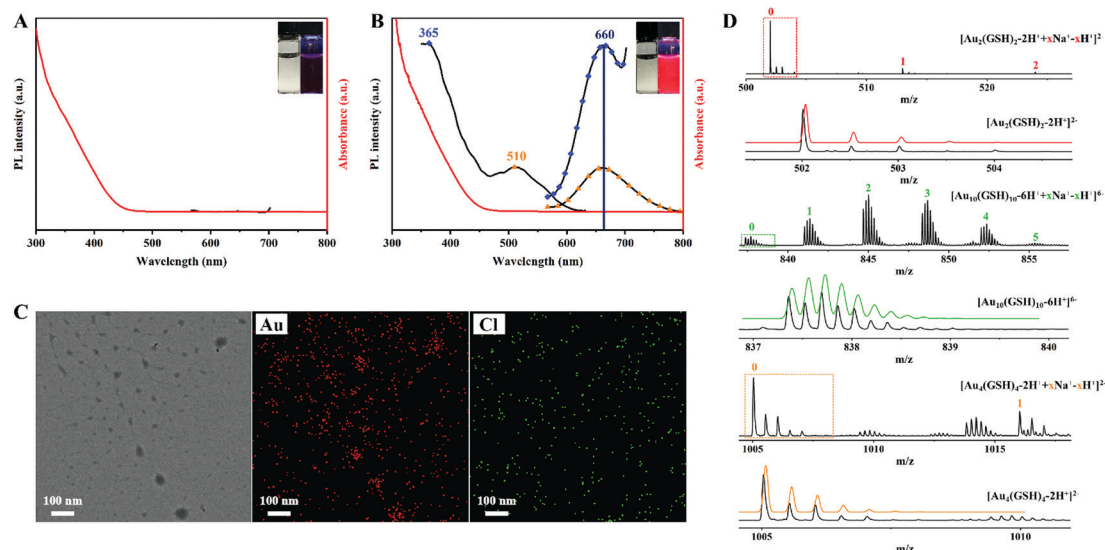 A
PL intensity (a.u.)
Absorbance (a.u.)
300 400 500 600 700 800
Wavelength (nm)
B
365
660
510
PL intensity (a.u.)
Absorbance (a.u.)
300 400 500 600 700 800
Wavelength (nm)
C
100 nm
Au
100 nm
Cl
100 nm
D
0
[Au₂(GSH)₂-2H⁺+xNa⁺-xH⁺]²⁻
1
2
500 510 520
m/z
[Au₂(GSH)₂-2H⁺]²⁻
502 503 504
m/z
[Au₁₀(GSH)₁₀-6H⁺+xNa⁺-xH⁺]⁶⁻
0
1
2
3
4
5
840 845 850 855
m/z
[Au₁₀(GSH)₁₀-6H⁺]⁶⁻
837 838 839 840
m/z
0
[Au₄(GSH)₄-2H⁺+xNa⁺-xH⁺]²⁻
1
1005 1010 1015
m/z
[Au₄(GSH)₄-2H⁺]²⁻
1005 1010
m/z